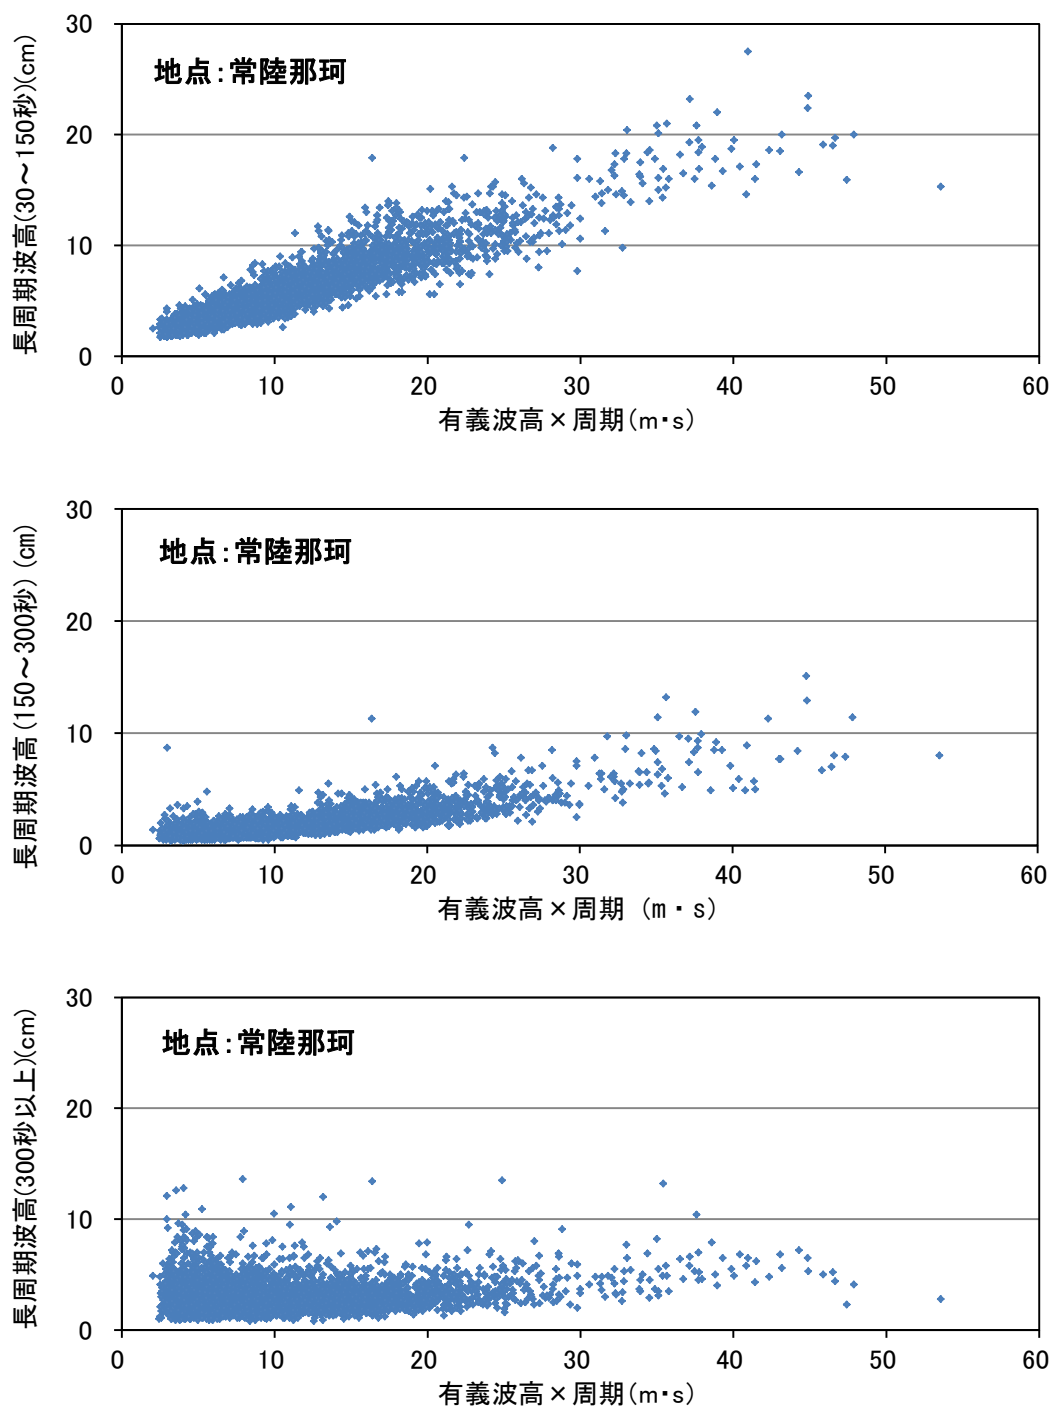 長周期波高(30～150秒)(cm)
30
20
10
0
地点：常陸那珂
0 10 20 30 40 50 60
有義波高×周期(m・s)
長周期波高(150～300秒) (cm)
30
20
10
0
地点：常陸那珂
0 10 20 30 40 50 60
有義波高×周期 (m・s)
長周期波高(300秒以上)(cm)
30
20
10
0
地点：常陸那珂
0 10 20 30 40 50 60
有義波高×周期(m・s)